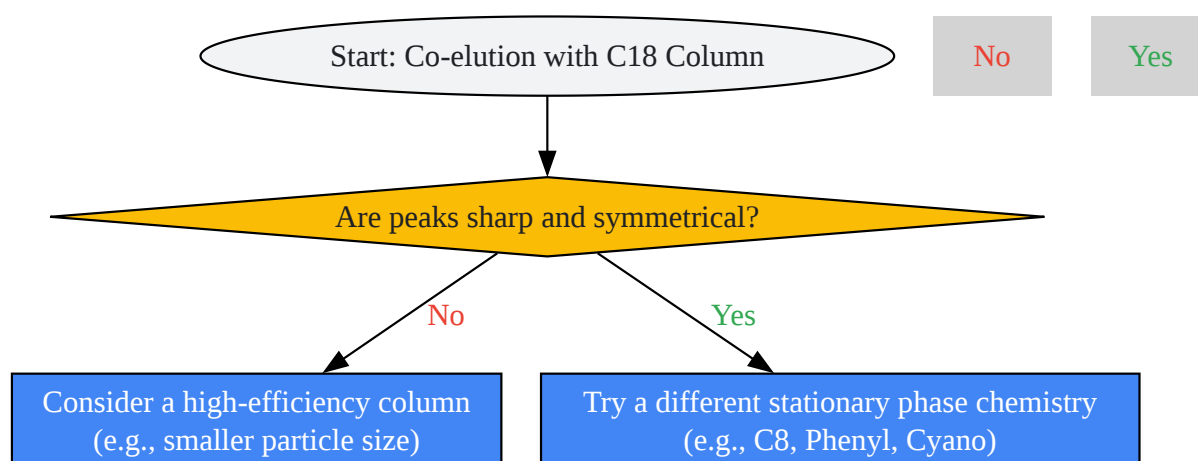 Start: Co-elution with C18 Column
No
Yes
Are peaks sharp and symmetrical?
No
Yes
Consider a high-efficiency column
(e.g., smaller particle size)
Try a different stationary phase chemistry
(e.g., C8, Phenyl, Cyano)